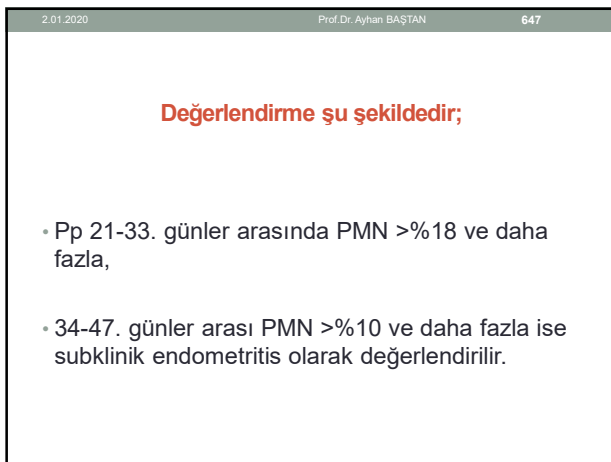 2.01.2020 Prof.Dr. Ayhan BAŞTAN 647
Değerlendirme şu şekildedir;
• Pp 21-33. günler arasında PMN >%18 ve daha
fazla,
• 34-47. günler arası PMN >%10 ve daha fazla ise
subklinik endometritis olarak değerlendirilir.